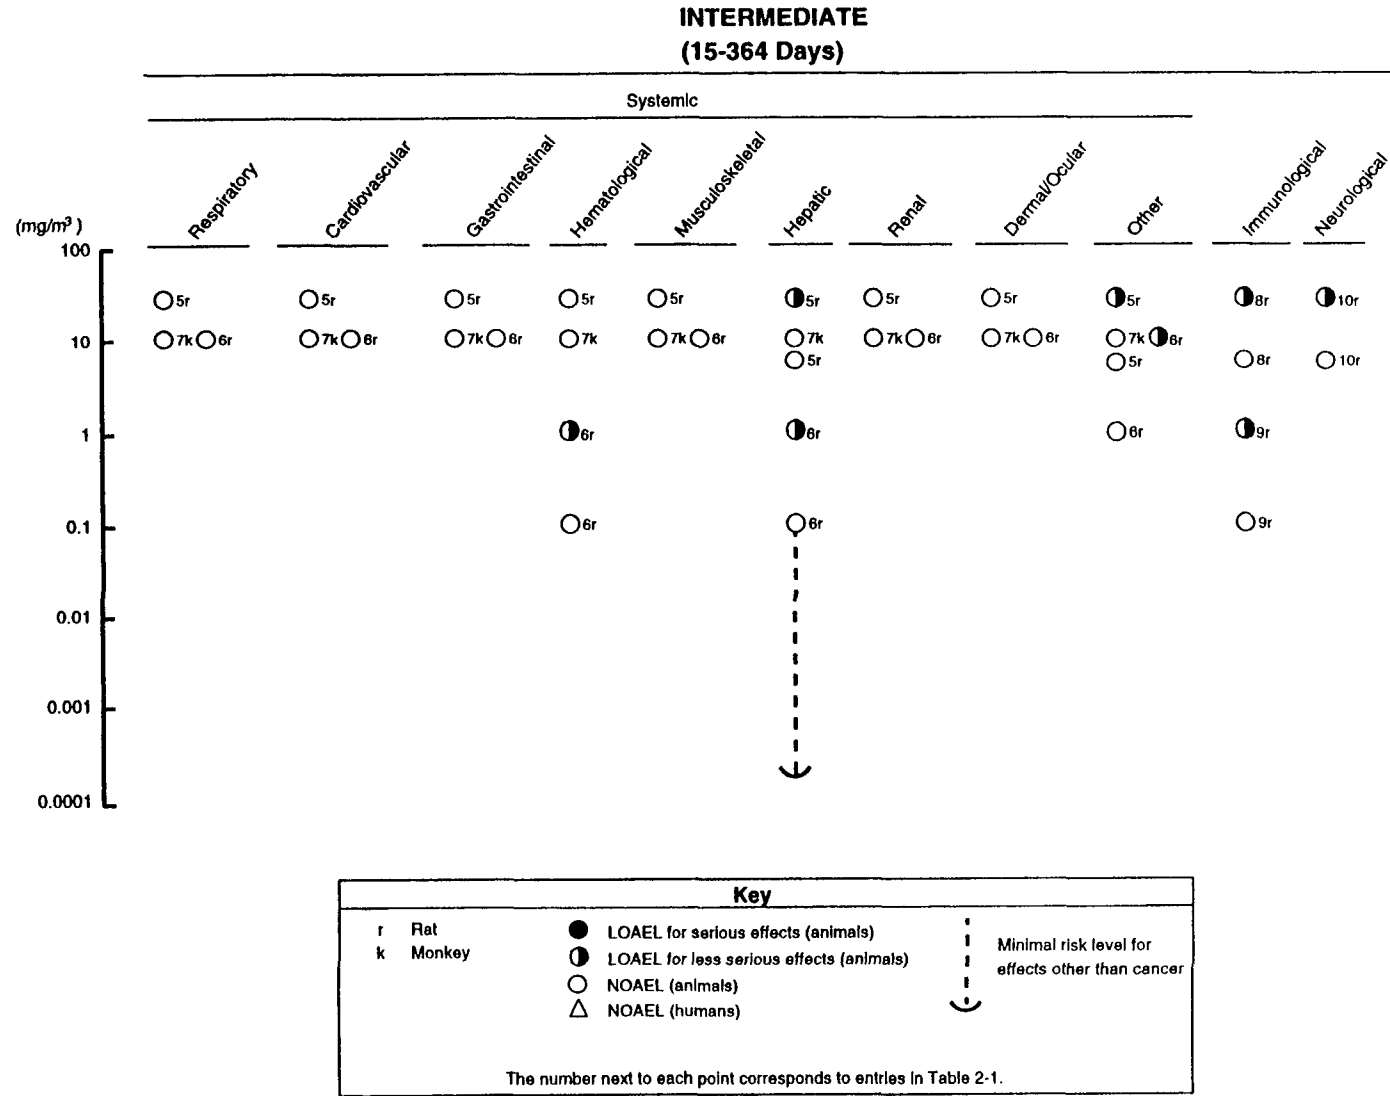 INTERMEDIATE
(15-364 Days)
Systemic
Respiratory
Cardiovascular
Gastrointestinal
Hematological
Musculoskeletal
Hepatic
Renal
Dermal/Ocular
Other
Immunological
Neurological
(mg/m³)
100
5r 5r 5r 5r 5r 5r 5r 5r 5r 8r 10r
10 7k 6r 7k 6r 7k 6r 7k 7k 6r 7k 7k 6r 7k 6r 7k 6r
5r 5r 8r 10r
1 6r 6r 6r 9r
0.1 6r 6r 9r
0.01
0.001
0.0001
Key
r Rat
k Monkey
LOAEL for serious effects (animals)
LOAEL for less serious effects (animals)
NOAEL (animals)
NOAEL (humans)
Minimal risk level for
effects other than cancer
The number next to each point corresponds to entries in Table 2-1.